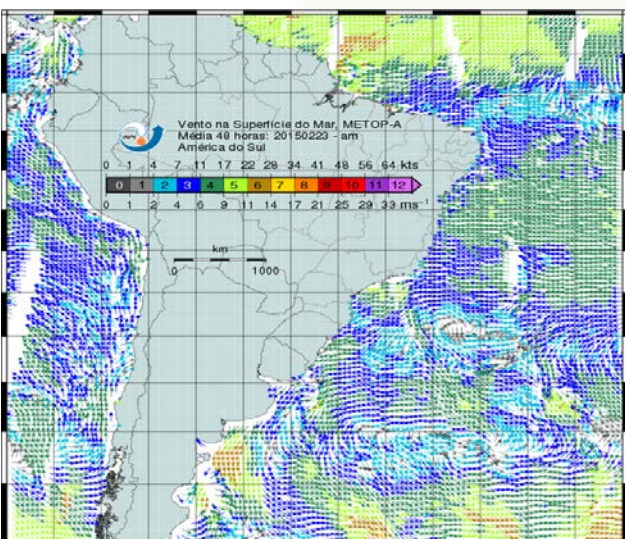 Vento na Superfície do Mar, METOP-A
Média 48 horas: 20150223 - am
América do Sul
0 1 4 7 11 17 22 28 34 41 48 56 64 kts
0 1 2 3 4 5 6 7 8 9 10 11 12
0 1 2 4 6 9 11 14 17 21 25 29 33 ms⁻¹
km
0 1000